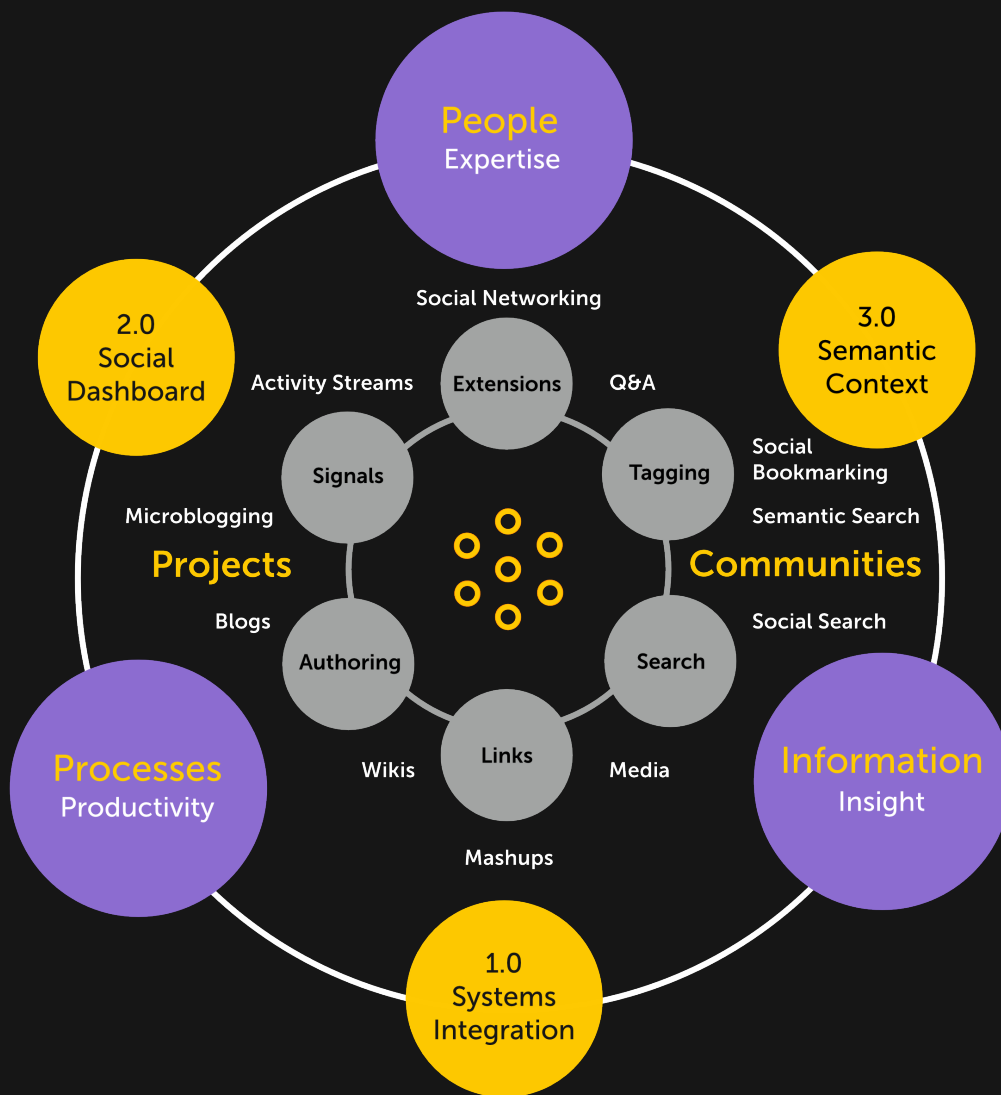 People
Expertise
2.0
Social
Dashboard
3.0
Semantic
Context
Social Networking
Activity Streams
Extensions
Q&A
Signals
Tagging
Social
Bookmarking
Microblogging
Semantic Search
Projects
Communities
Blogs
Social Search
Authoring
Search
Processes
Productivity
Wikis
Links
Media
Information
Insight
Mashups
1.0
Systems
Integration